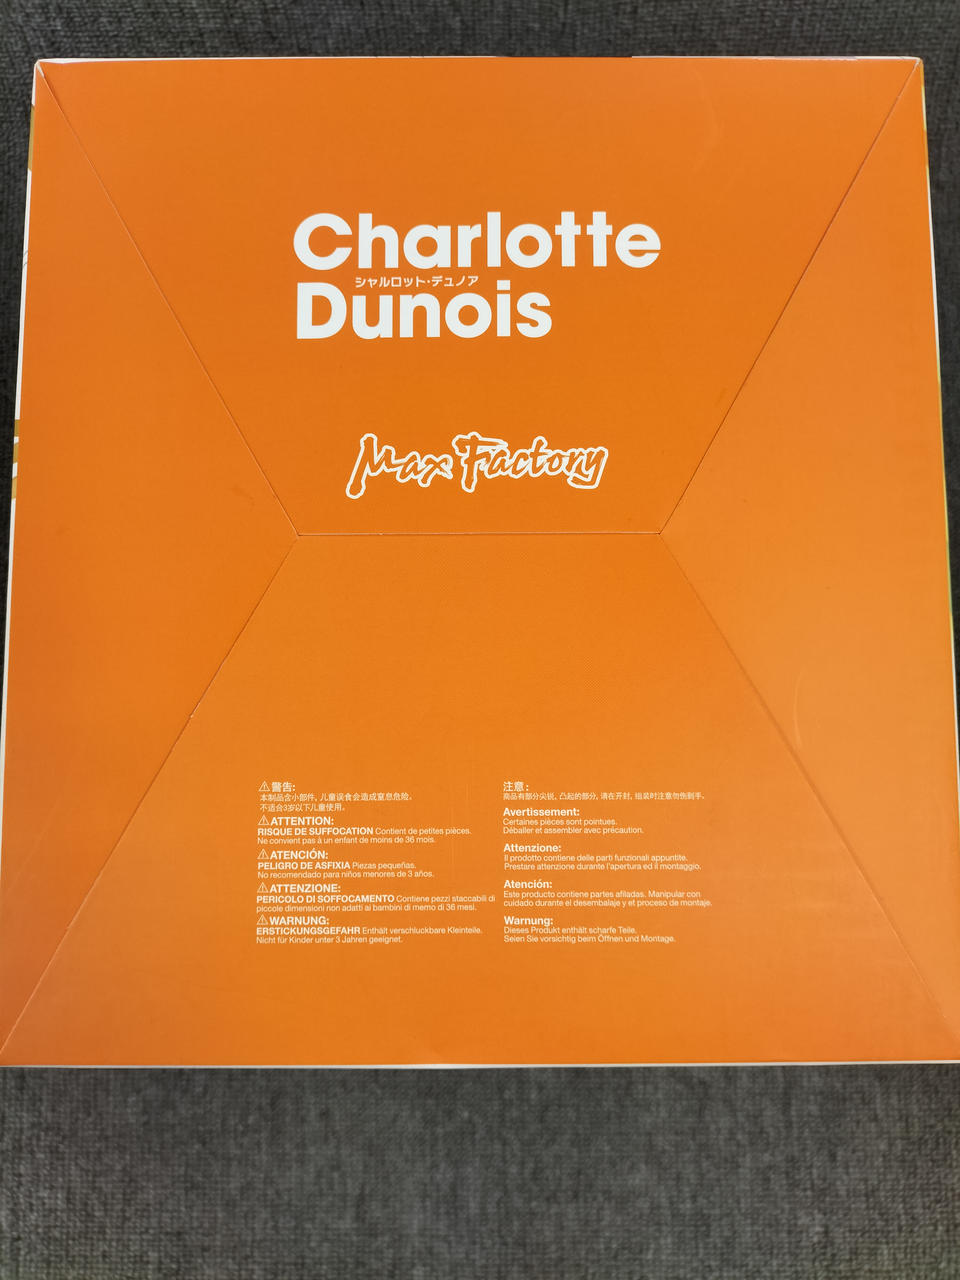 Charlotte
シャルロット・デュノア
Dunois
Max Factory
⚠警告:
本制品含小部件, 儿童误食会造成窒息危险。
不适合3岁以下儿童使用。
⚠ATTENTION:
RISQUE DE SUFFOCATION Contient de petites pièces.
Ne convient pas à un enfant de moins de 36 mois.
⚠ATENCIÓN:
PELIGRO DE ASFIXIA Piezas pequeñas.
No recomendado para niños menores de 3 años.
⚠ATTENZIONE:
PERICOLO DI SOFFOCAMENTO Contiene pezzi staccabili di
piccole dimensioni non adatti ai bambini di memo di 36 mesi.
⚠WARNUNG:
ERSTICKUNGSGEFAHR Enthält verschluckbare Kleinteile.
Nicht für Kinder unter 3 Jahren geeignet.
注意:
商品有部分尖锐, 凸起的部分, 请在开封, 组装时注意勿伤到手。
Avertissement:
Certaines pièces sont pointues.
Déballer et assembler avec précaution.
Attenzione:
Il prodotto contiene delle parti funzionali appuntite.
Prestare attenzione durante l'apertura ed il montaggio.
Atención:
Este producto contiene partes afiladas. Manipular con
cuidado durante él desembalaje y et proceso de montaje.
Warnung:
Dieses Produkt enthält scharfe Teile.
Seien Sie vorsichtig beim Öffnen und Montage.